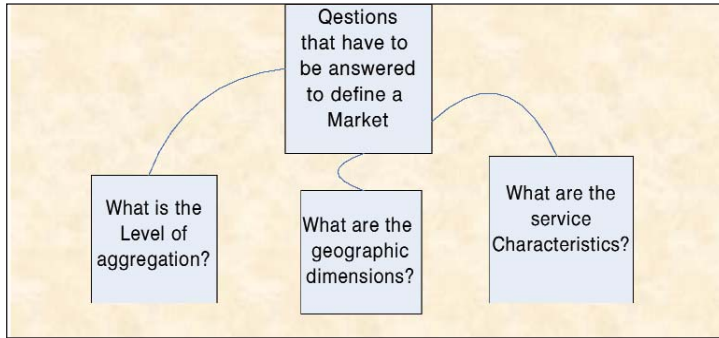 Qestions
that have to
be answered
to define a
Market
What is the
Level of
aggregation?
What are the
geographic
dimensions?
What are the
service
Characteristics?